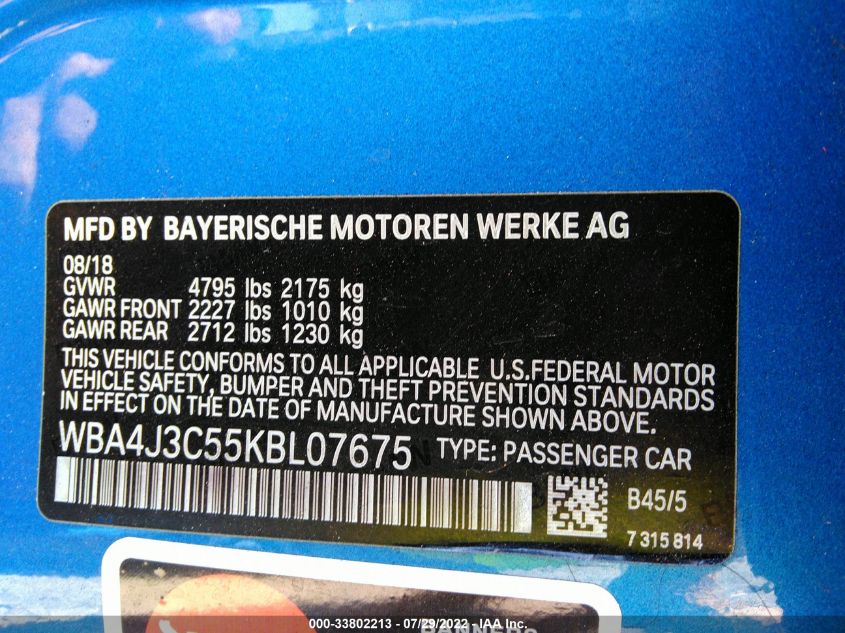 MFD BY BAYERISCHE MOTOREN WERKE AG
08/18
GVWR 4795 lbs 2175 kg
GAWR FRONT 2227 lbs 1010 kg
GAWR REAR 2712 lbs 1230 kg
THIS VEHICLE CONFORMS TO ALL APPLICABLE U.S.FEDERAL MOTOR
VEHICLE SAFETY, BUMPER AND THEFT PREVENTION STANDARDS
IN EFFECT ON THE DATE OF MANUFACTURE SHOWN ABOVE.
WBA4J3C55KBL07675 TYPE: PASSENGER CAR
B45/5
7 315 814
000-33802213 - 07/29/2022 - IAA Inc.